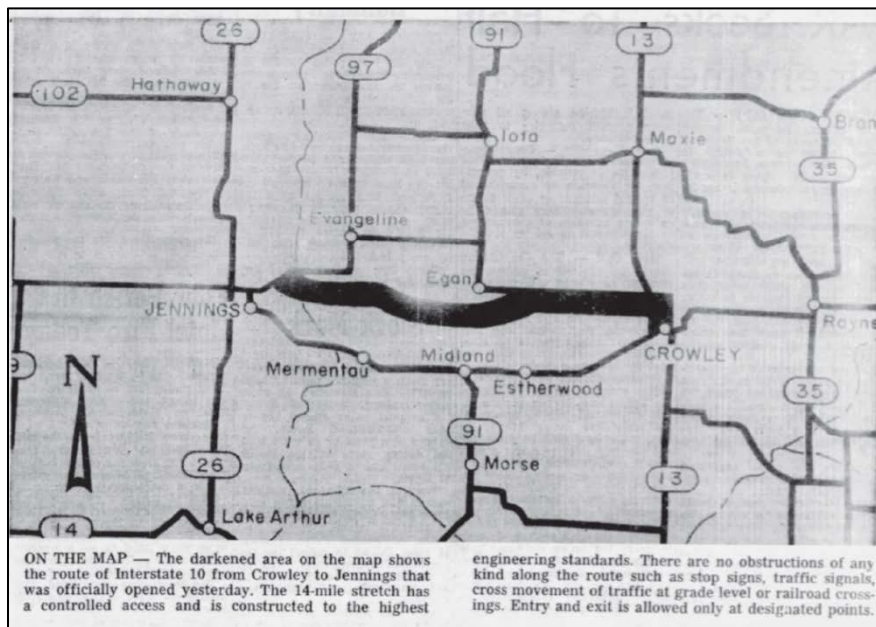 26
91
13
97
Hathaway
102
Iota
Maxie
Bran
35
Evangeline
Egan
JENNINGS
Rayne
CROWLEY
Mermentau
Midland
Estherwood
9
N
35
91
26
Morse
13
14
Lake Arthur
ON THE MAP — The darkened area on the map shows
the route of Interstate 10 from Crowley to Jennings that
was officially opened yesterday. The 14-mile stretch has
a controlled access and is constructed to the highest
engineering standards. There are no obstructions of any
kind along the route such as stop signs, traffic signals,
cross movement of traffic at grade level or railroad cross-
ings. Entry and exit is allowed only at designated points.